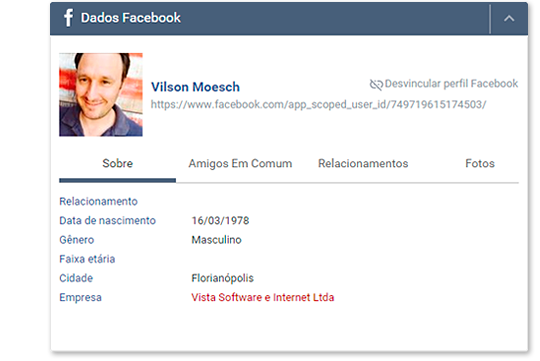 Dados Facebook
Vilson Moesch
Desvincular perfil Facebook
https://www.facebook.com/app_scoped_user_id/749719615174503/
Sobre Amigos Em Comum Relacionamentos Fotos
Relacionamento
Data de nascimento 16/03/1978
Gênero Masculino
Faixa etária
Cidade Florianópolis
Empresa Vista Software e Internet Ltda